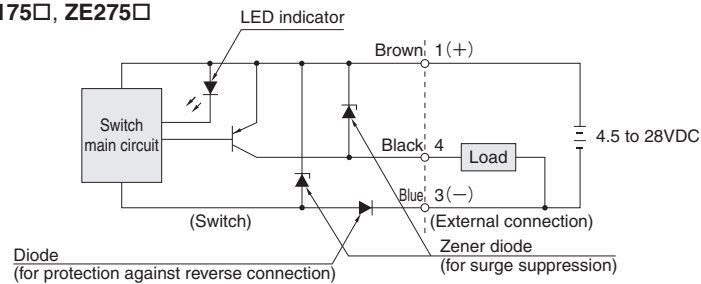 175□, ZE275□
LED indicator
Brown 1(+)
Switch
main circuit
4.5 to 28VDC
Black 4
Load
Blue 3(−)
(Switch)
(External connection)
Diode
(for protection against reverse connection)
Zener diode
(for surge suppression)